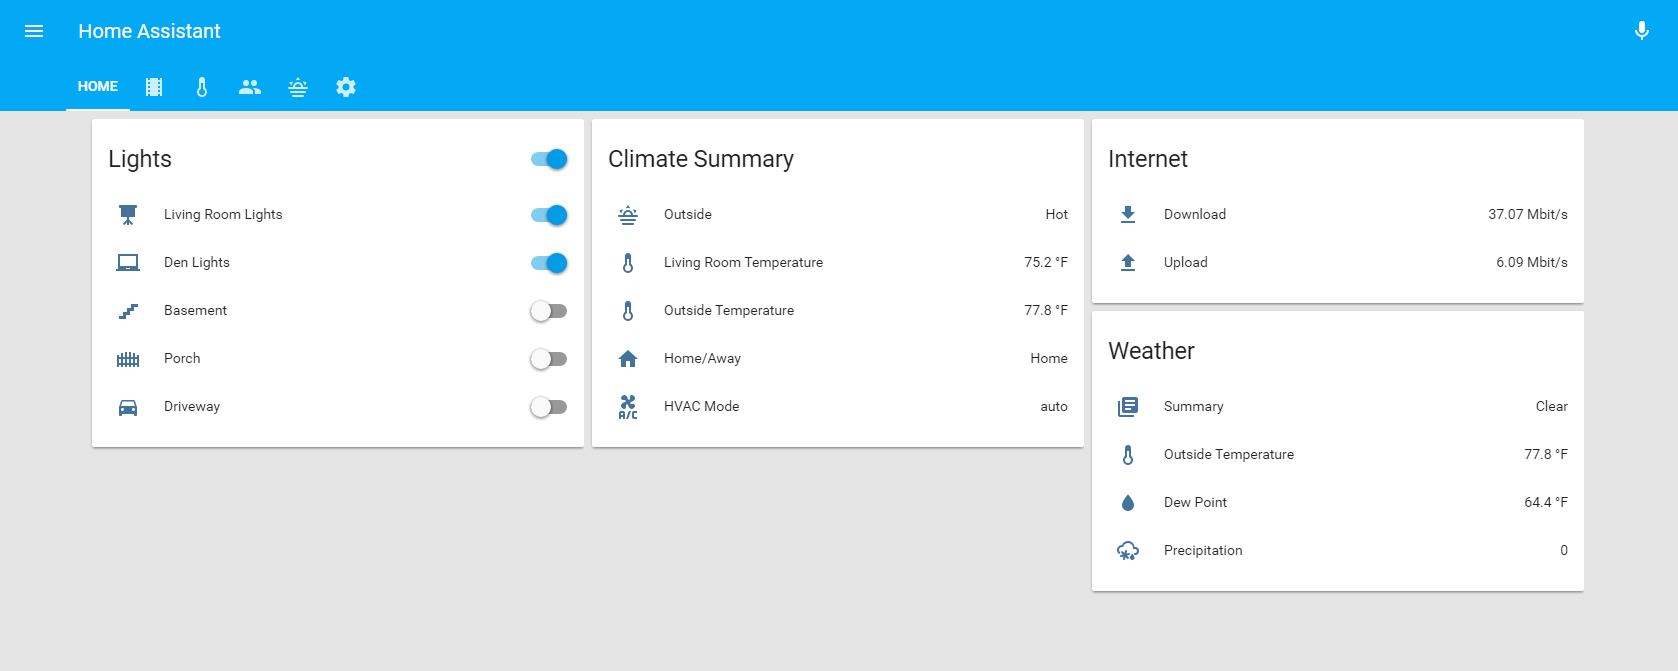 Home Assistant
HOME
Lights
Living Room Lights
Den Lights
Basement
Porch
Driveway
Climate Summary
Outside Hot
Living Room Temperature 75.2 °F
Outside Temperature 77.8 °F
Home/Away Home
A/C HVAC Mode auto
Internet
Download 37.07 Mbit/s
Upload 6.09 Mbit/s
Weather
Summary Clear
Outside Temperature 77.8 °F
Dew Point 64.4 °F
Precipitation 0